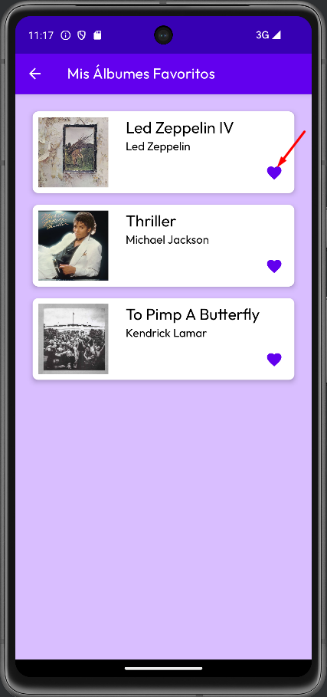 11:17
3G
Mis Álbumes Favoritos
Led Zeppelin IV
Led Zeppelin
Thriller
Michael Jackson
To Pimp A Butterfly
Kendrick Lamar